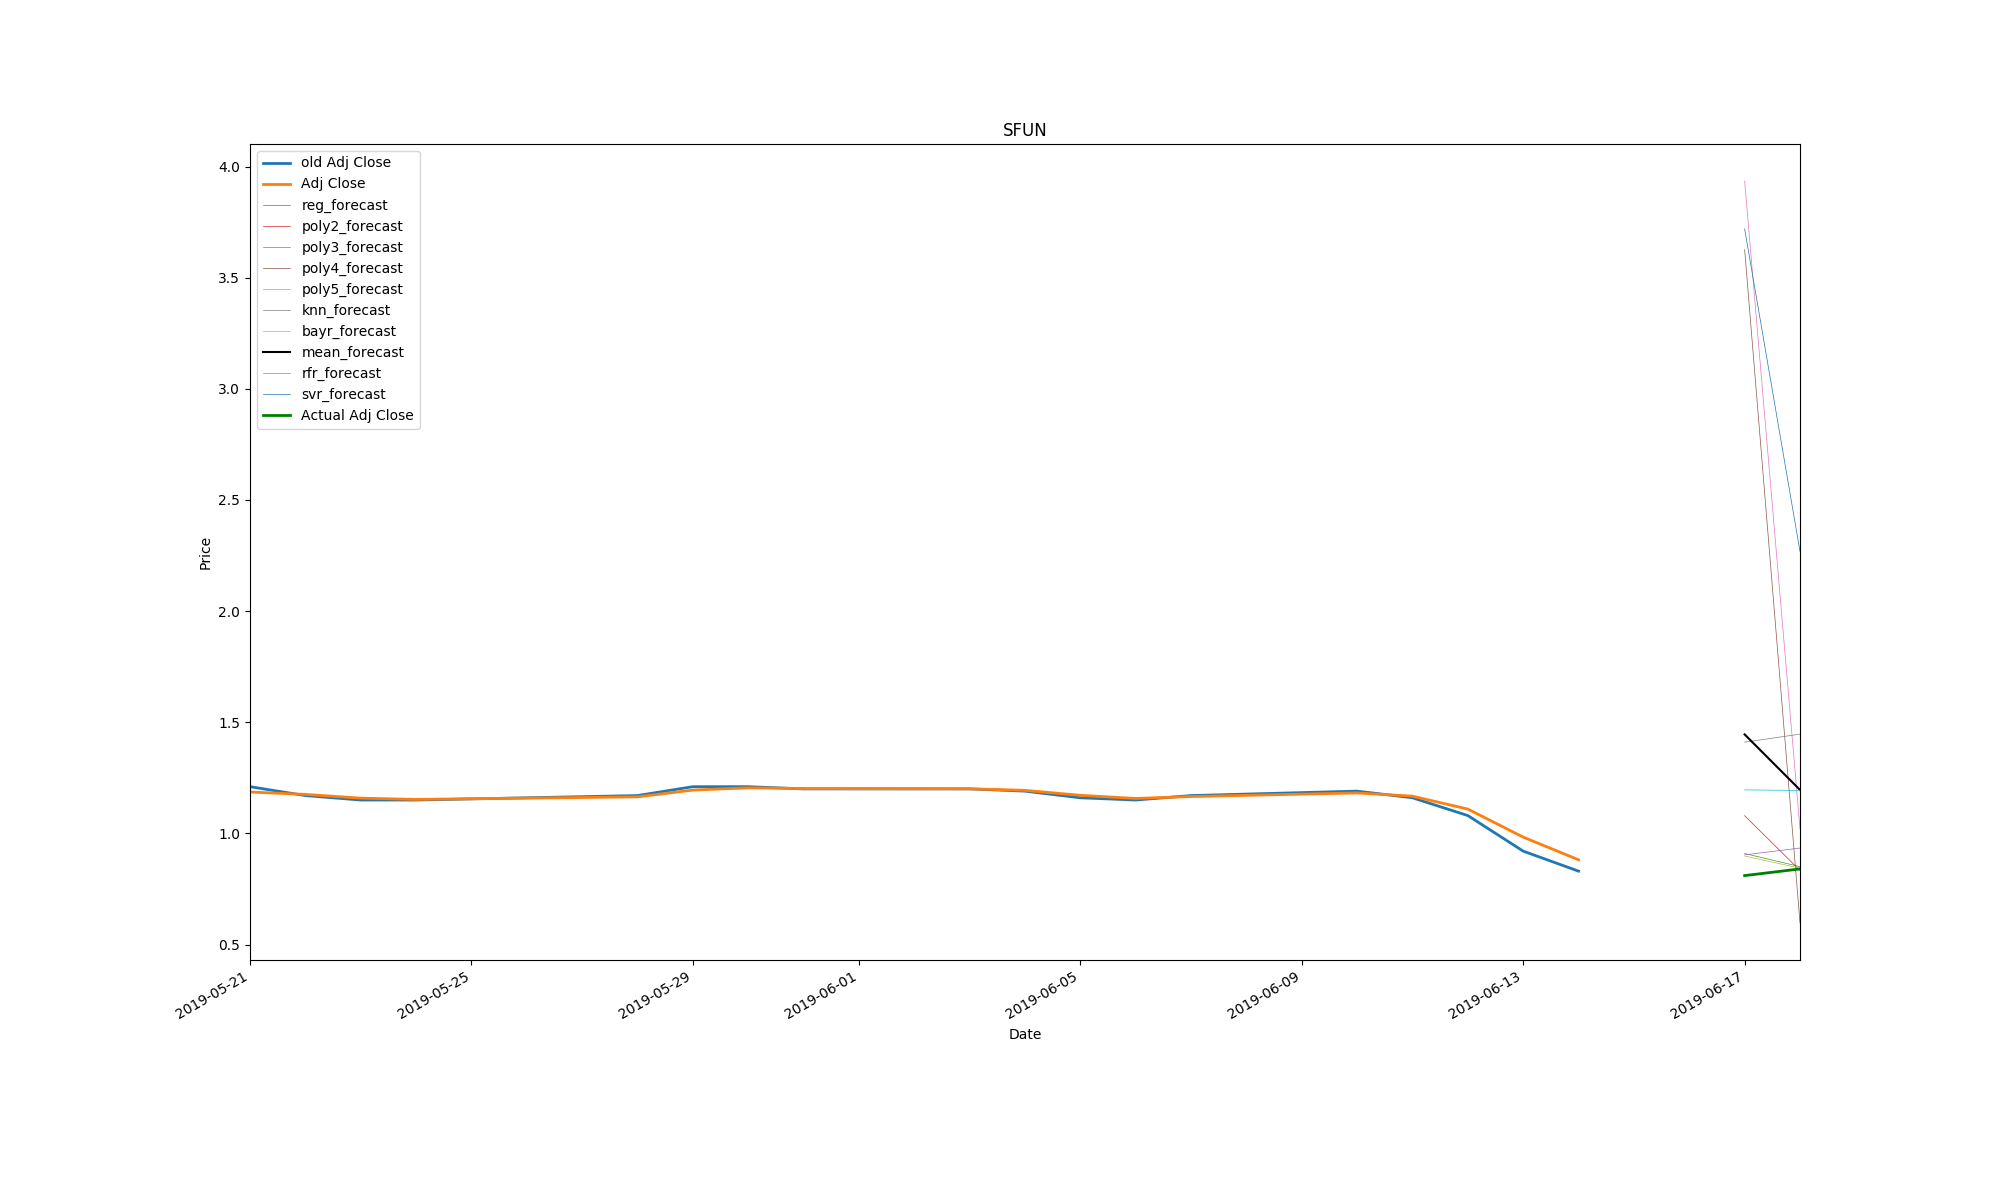 SFUN
4.0
3.5
3.0
2.5
2.0
1.5
1.0
0.5
Price
old Adj Close
Adj Close
reg_forecast
poly2_forecast
poly3_forecast
poly4_forecast
poly5_forecast
knn_forecast
bayr_forecast
mean_forecast
rfr_forecast
svr_forecast
Actual Adj Close
2019-05-21
2019-05-25
2019-05-29
2019-06-01
2019-06-05
2019-06-09
2019-06-13
2019-06-17
Date